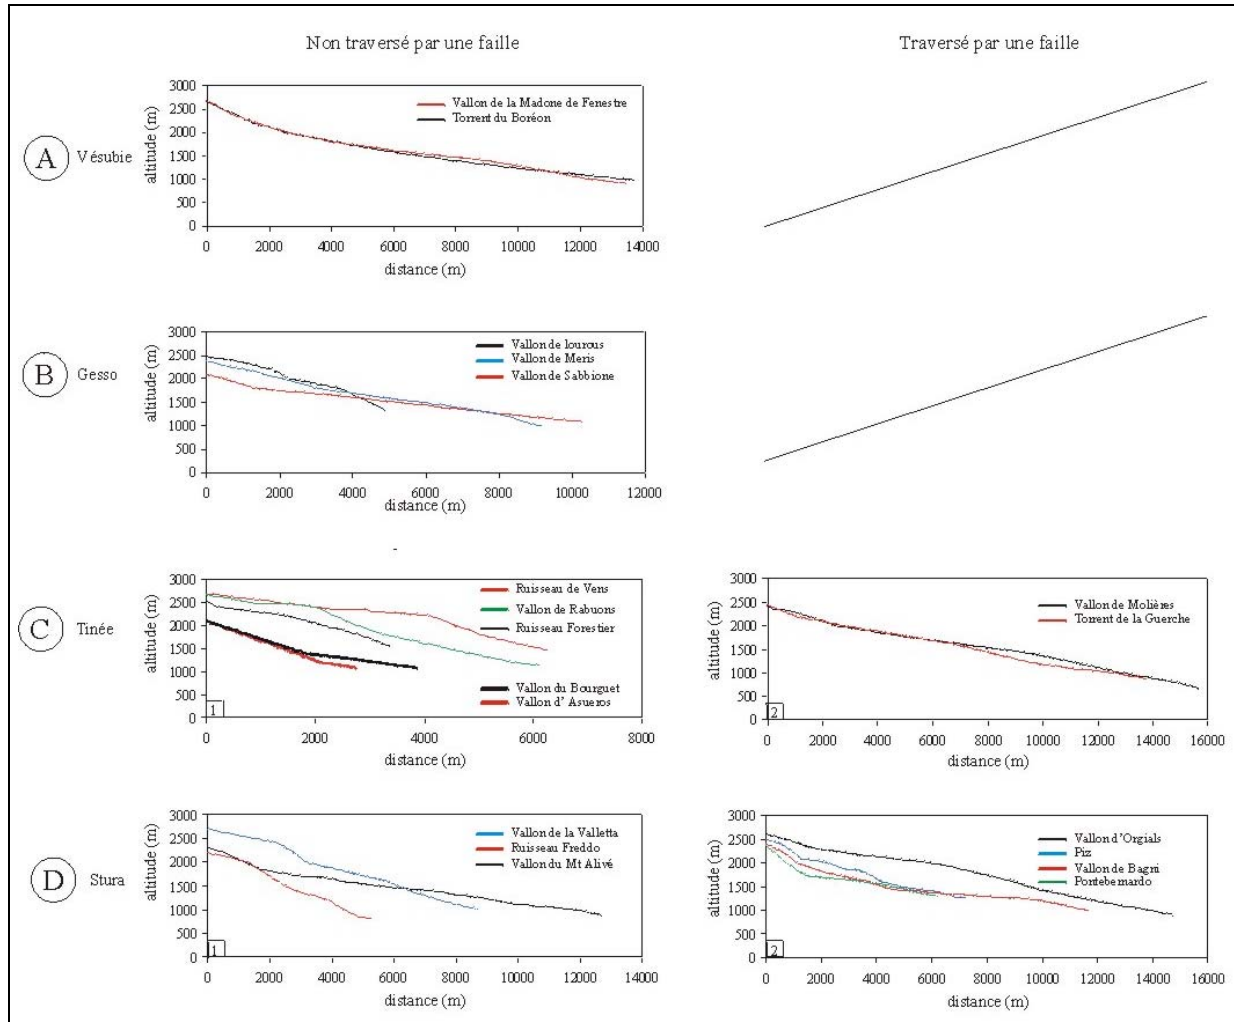 Non traversé par une faille
Traversé par une faille
A Vésubie
altitude (m)
3000
2500
2000
1500
1000
500
0
Vallon de la Madone de Fenestre
Torrent du Boréon
0 2000 4000 6000 8000 10000 12000 14000
distance (m)
B Gesso
altitude (m)
3000
2500
2000
1500
1000
500
0
Vallon de lourous
Vallon de Meris
Vallon de Sabbione
0 2000 4000 6000 8000 10000 12000
distance (m)
C Tinée
altitude (m)
3000
2500
2000
1500
1000
500
0
Ruisseau de Vens
Vallon de Rabuons
Ruisseau Forestier
Vallon du Bourguet
Vallon d' Asueros
1
0 2000 4000 6000 8000
distance (m)
altitude (m)
3000
2500
2000
1500
1000
500
0
Vallon de Molières
Torrent de la Guerche
2
0 2000 4000 6000 8000 10000 12000 14000 16000
distance (m)
D Stura
altitude (m)
3000
2500
2000
1500
1000
500
0
Vallon de la Valletta
Ruisseau Freddo
Vallon du Mt Alivé
1
0 2000 4000 6000 8000 10000 12000 14000
distance (m)
altitude (m)
3000
2500
2000
1500
1000
500
0
Vallon d'Orgials
Piz
Vallon de Bagni
Pontebernardo
2
0 2000 4000 6000 8000 10000 12000 14000 16000
distance (m)